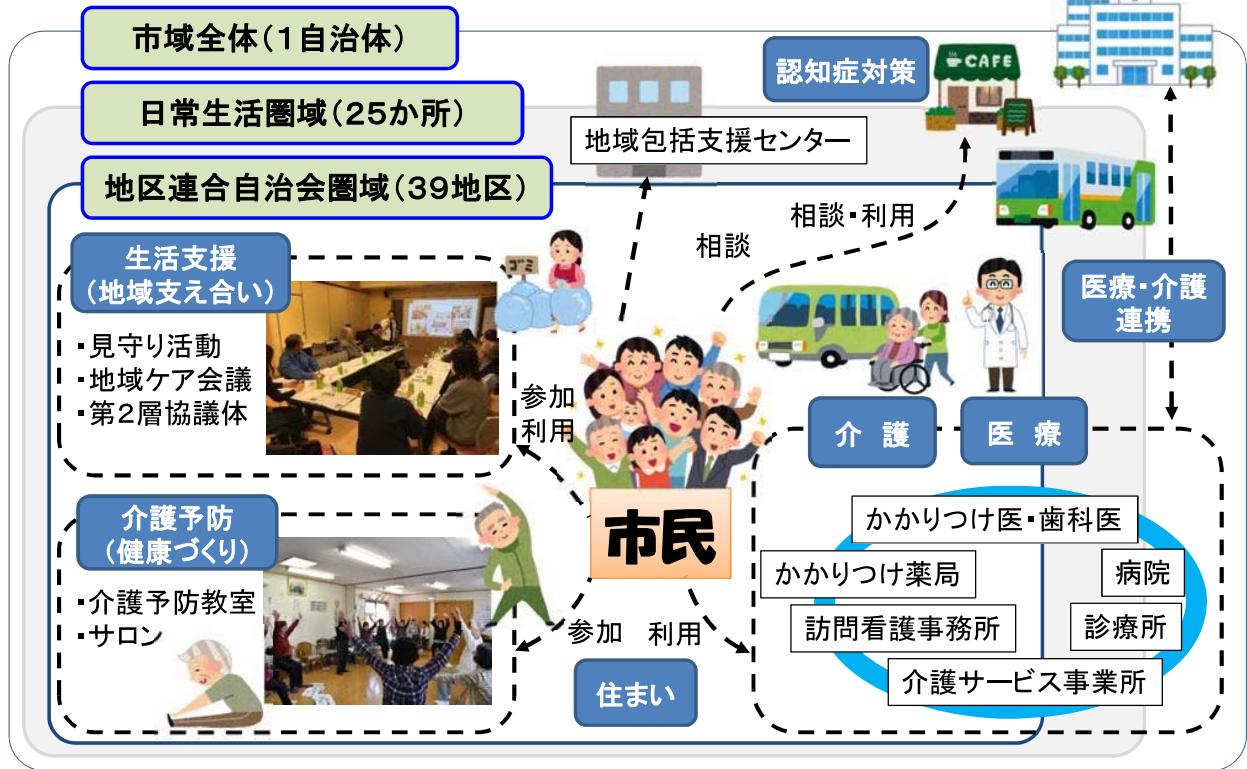 市域全体(1自治体)
日常生活圏域(25か所)
地区連合自治会圏域(39地区)
認知症対策
CAFE
地域包括支援センター
相談・利用
相談
生活支援
(地域支え合い)
・見守り活動
・地域ケア会議
・第2層協議体
ゴミ
参加
利用
医療・介護
連携
介 護
医 療
かかりつけ医・歯科医
かかりつけ薬局
病院
訪問看護事務所
診療所
介護サービス事業所
市民
介護予防
(健康づくり)
・介護予防教室
・サロン
参加
利用
住まい